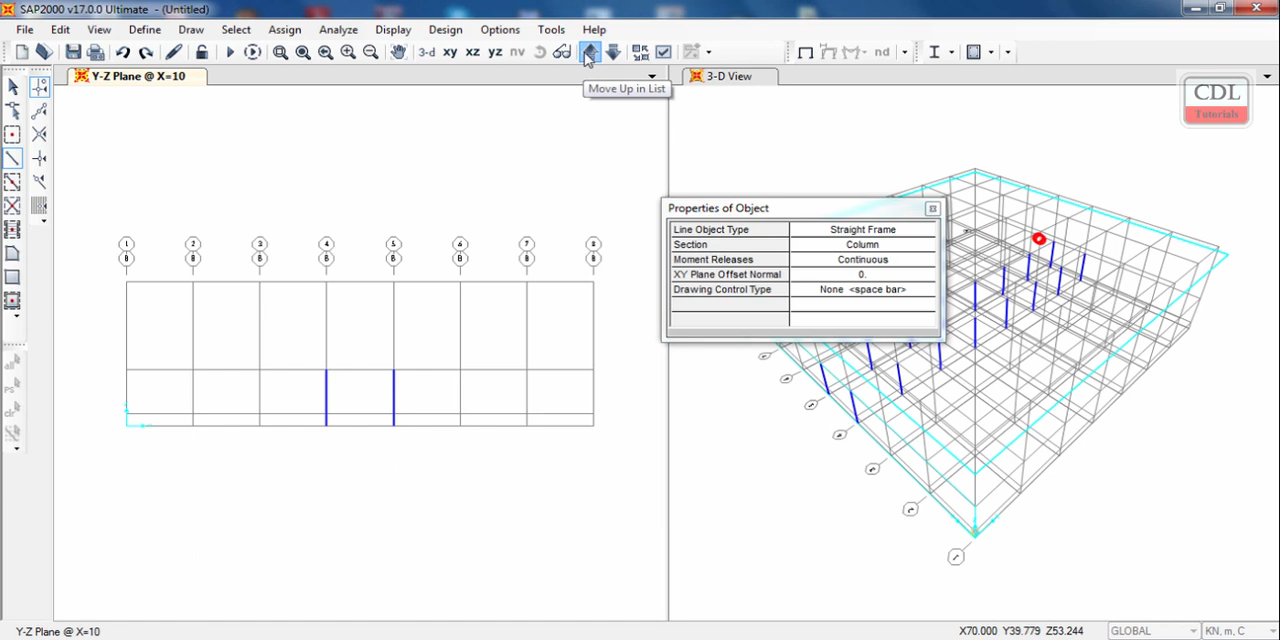 SAP2000 v17.0.0 Ultimate - (Untitled)
File Edit View Define Draw Select Assign Analyze Display Design Options Tools Help
3-d xy xz yz nv nd
Move Up in List
Y-Z Plane @ X=10
3-D View
CDL
Tutorials
Properties of Object
Line Object Type Straight Frame
Section Column
Moment Releases Continuous
XY Plane Offset Normal 0.
Drawing Control Type None <space bar>
1 2 3 4 5 6 7 8
B B B B B B B B
all
PS
clr
Y-Z Plane @ X=10
X70.000 Y39.779 Z53.244
GLOBAL
KN, m, C